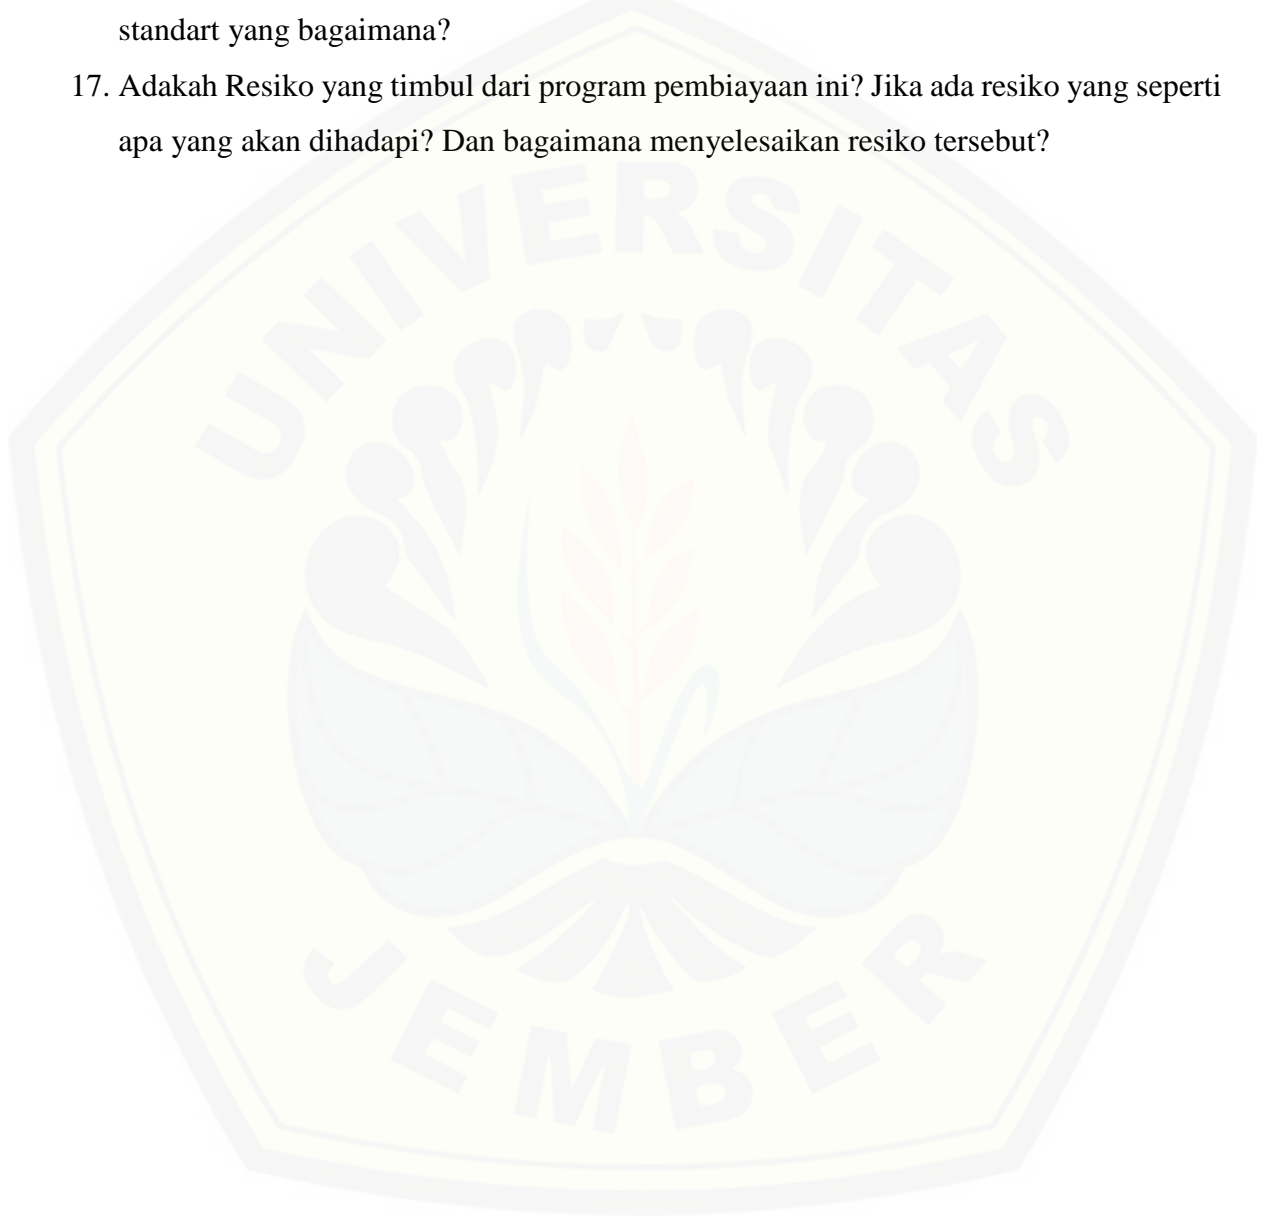 standart yang bagaimana?
17. Adakah Resiko yang timbul dari program pembiayaan ini? Jika ada resiko yang seperti
apa yang akan dihadapi? Dan bagaimana menyelesaikan resiko tersebut?
UNIVERSITAS
JEMBER